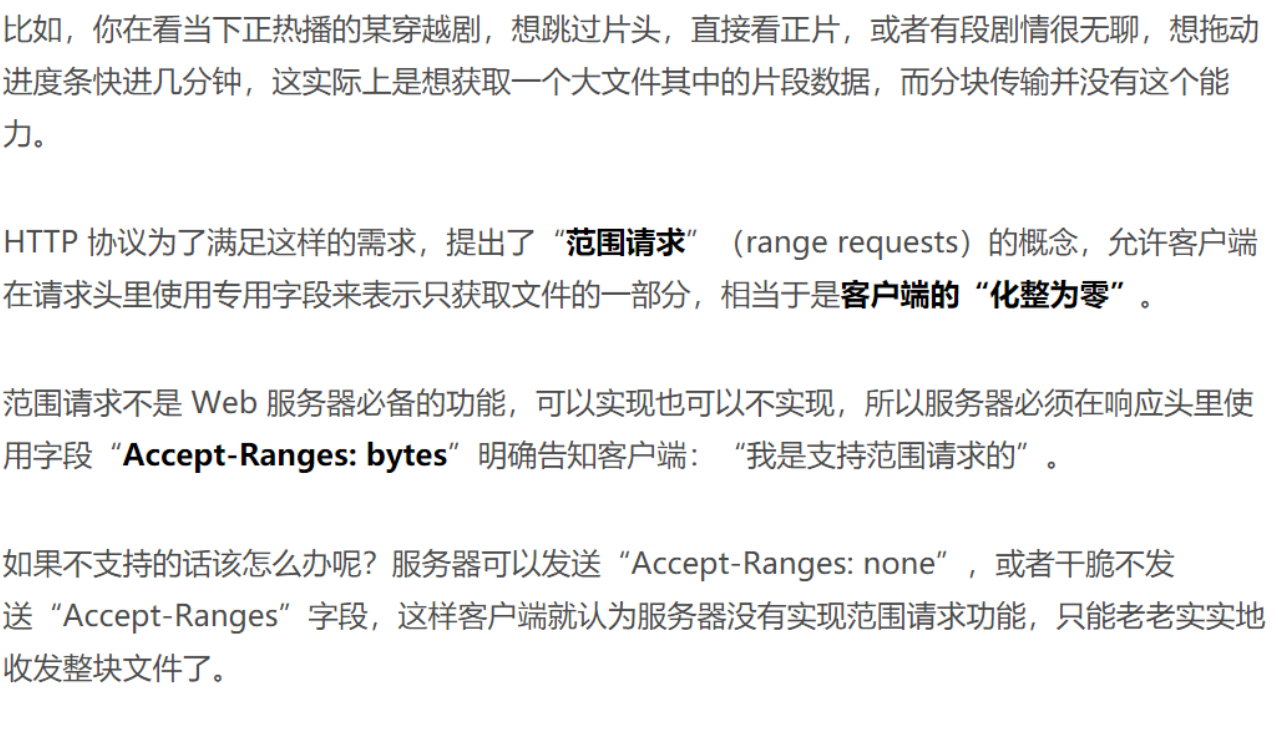 比如，你在看当下正热播的某穿越剧，想跳过片头，直接看正片，或者有段剧情很无聊，想拖动
进度条快进几分钟，这实际上是想获取一个大文件其中的片段数据，而分块传输并没有这个能
力。
HTTP 协议为了满足这样的需求，提出了“范围请求”（range requests）的概念，允许客户端
在请求头里使用专用字段来表示只获取文件的一部分，相当于是客户端的“化整为零”。
范围请求不是 Web 服务器必备的功能，可以实现也可以不实现，所以服务器必须在响应头里使
用字段“Accept-Ranges: bytes”明确告知客户端：“我是支持范围请求的”。
如果不支持的话该怎么办呢？服务器可以发送“Accept-Ranges: none”，或者干脆不发
送“Accept-Ranges”字段，这样客户端就认为服务器没有实现范围请求功能，只能老老实实地
收发整块文件了。